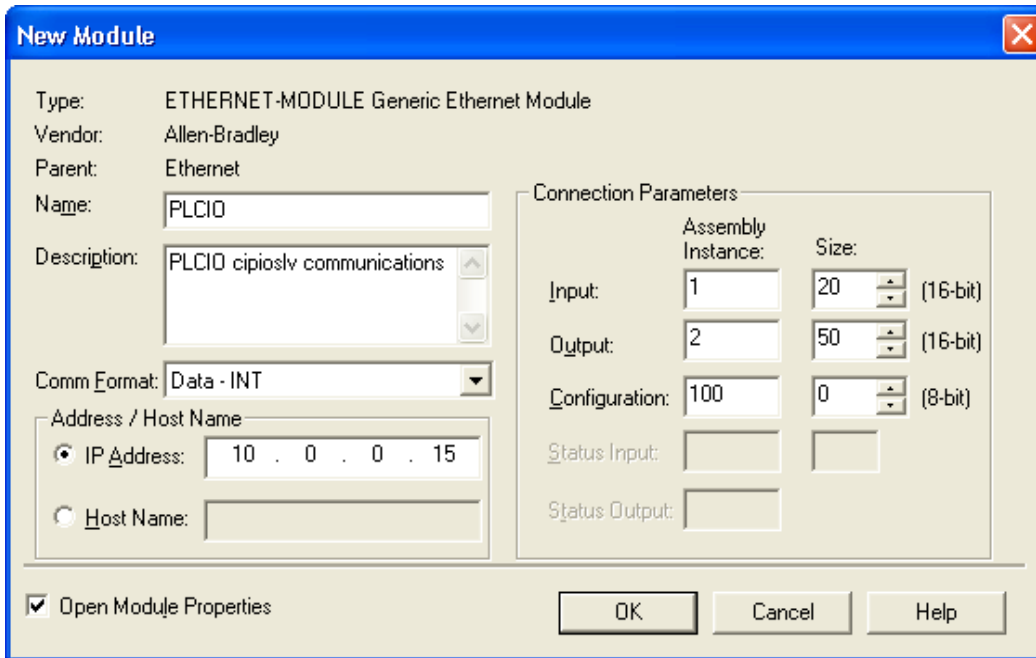 New Module
Type: ETHERNET-MODULE Generic Ethernet Module
Vendor: Allen-Bradley
Parent: Ethernet
Name: PLCIO
Description: PLCIO cipioslv communications
Comm Format: Data - INT
Address / Host Name
IP Address: 10 . 0 . 0 . 15
Host Name:
Connection Parameters
Assembly Instance: Size:
Input: 1 20 (16-bit)
Output: 2 50 (16-bit)
Configuration: 100 0 (8-bit)
Status Input:
Status Output:
Open Module Properties
OK Cancel Help